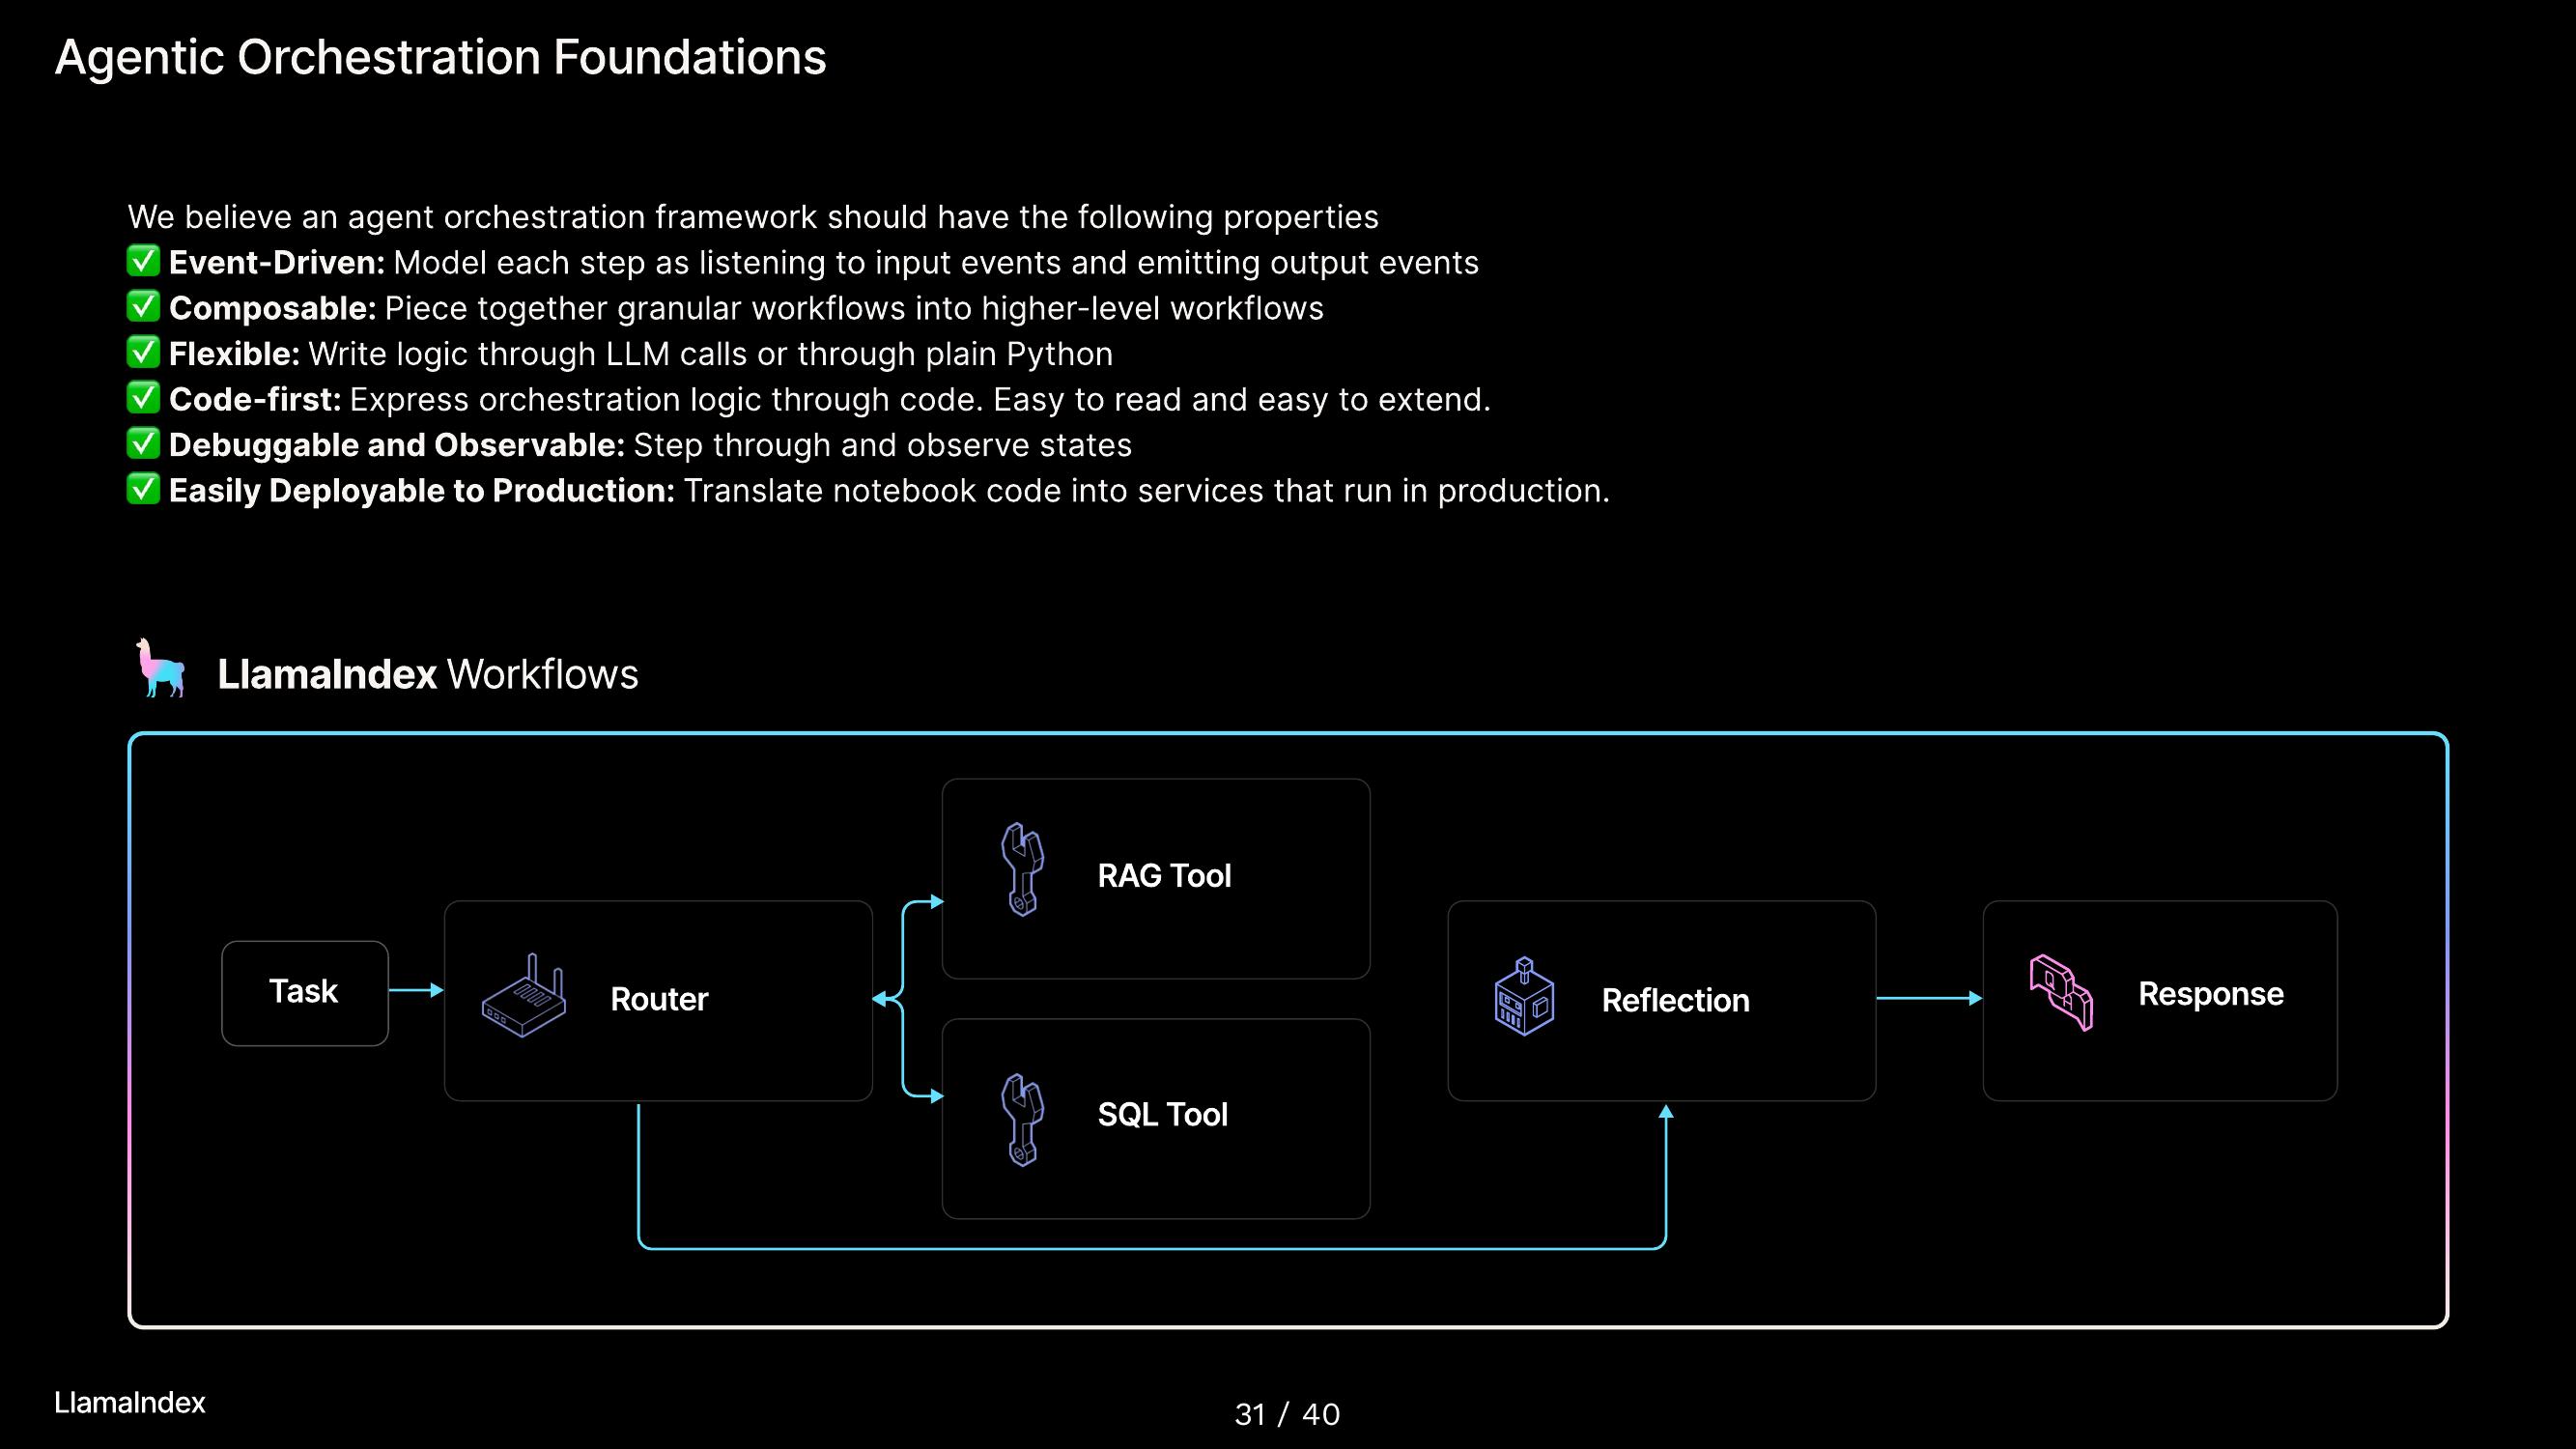 Agentic Orchestration Foundations
We believe an agent orchestration framework should have the following properties
✅ Event-Driven: Model each step as listening to input events and emitting output events
✅ Composable: Piece together granular workflows into higher-level workflows
✅ Flexible: Write logic through LLM calls or through plain Python
✅ Code-first: Express orchestration logic through code. Easy to read and easy to extend.
✅ Debuggable and Observable: Step through and observe states
✅ Easily Deployable to Production: Translate notebook code into services that run in production.
LlamaIndex Workflows
Task
Router
RAG Tool
SQL Tool
Reflection
Response
LlamaIndex
31 / 40